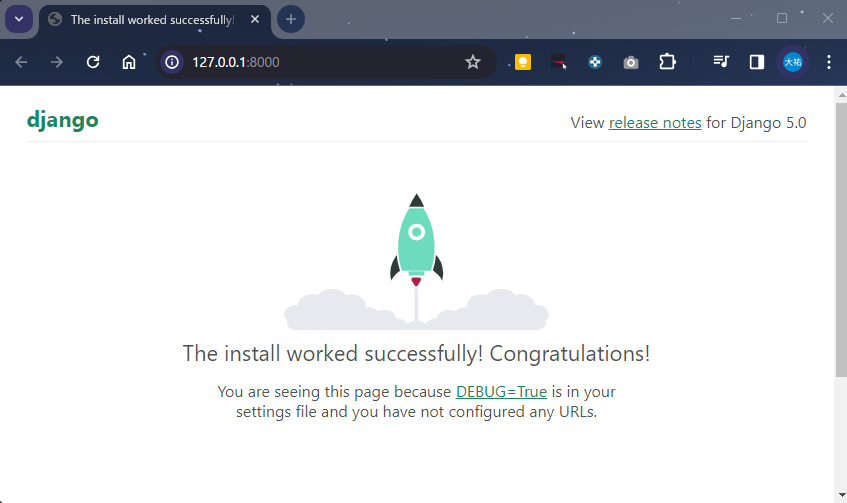 The install worked successfully!
127.0.0.1:8000
大祐
django
View release notes for Django 5.0
The install worked successfully! Congratulations!
You are seeing this page because DEBUG=True is in your
settings file and you have not configured any URLs.